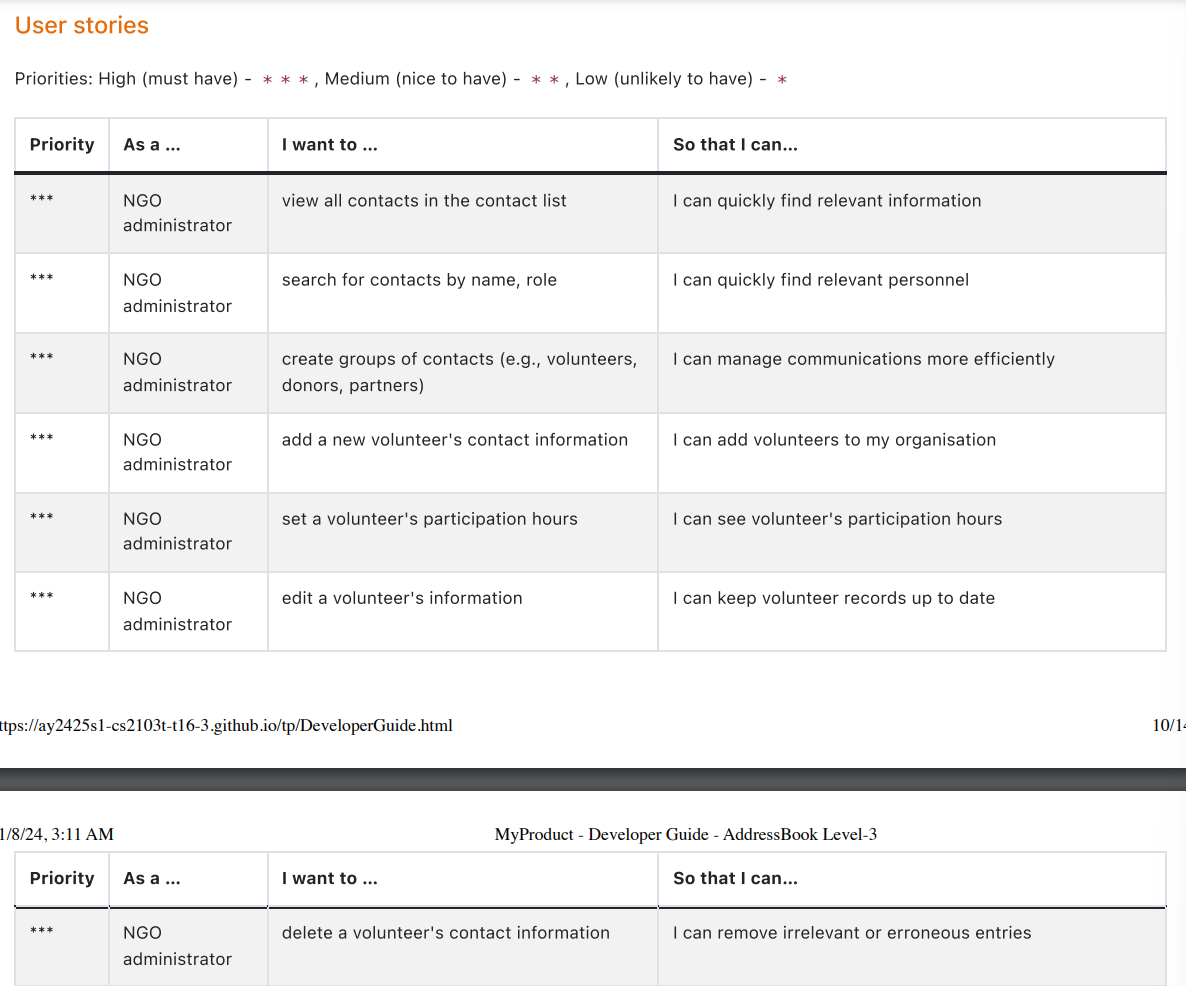 User stories
Priorities: High (must have) - * * * , Medium (nice to have) - * * , Low (unlikely to have) - *
Priority As a ... I want to ... So that I can...
*** NGO administrator view all contacts in the contact list I can quickly find relevant information
*** NGO administrator search for contacts by name, role I can quickly find relevant personnel
*** NGO administrator create groups of contacts (e.g., volunteers, donors, partners) I can manage communications more efficiently
*** NGO administrator add a new volunteer's contact information I can add volunteers to my organisation
*** NGO administrator set a volunteer's participation hours I can see volunteer's participation hours
*** NGO administrator edit a volunteer's information I can keep volunteer records up to date
ttps://ay2425s1-cs2103t-t16-3.github.io/tp/DeveloperGuide.html 10/14
1/8/24, 3:11 AM MyProduct - Developer Guide - AddressBook Level-3
Priority As a ... I want to ... So that I can...
*** NGO administrator delete a volunteer's contact information I can remove irrelevant or erroneous entries